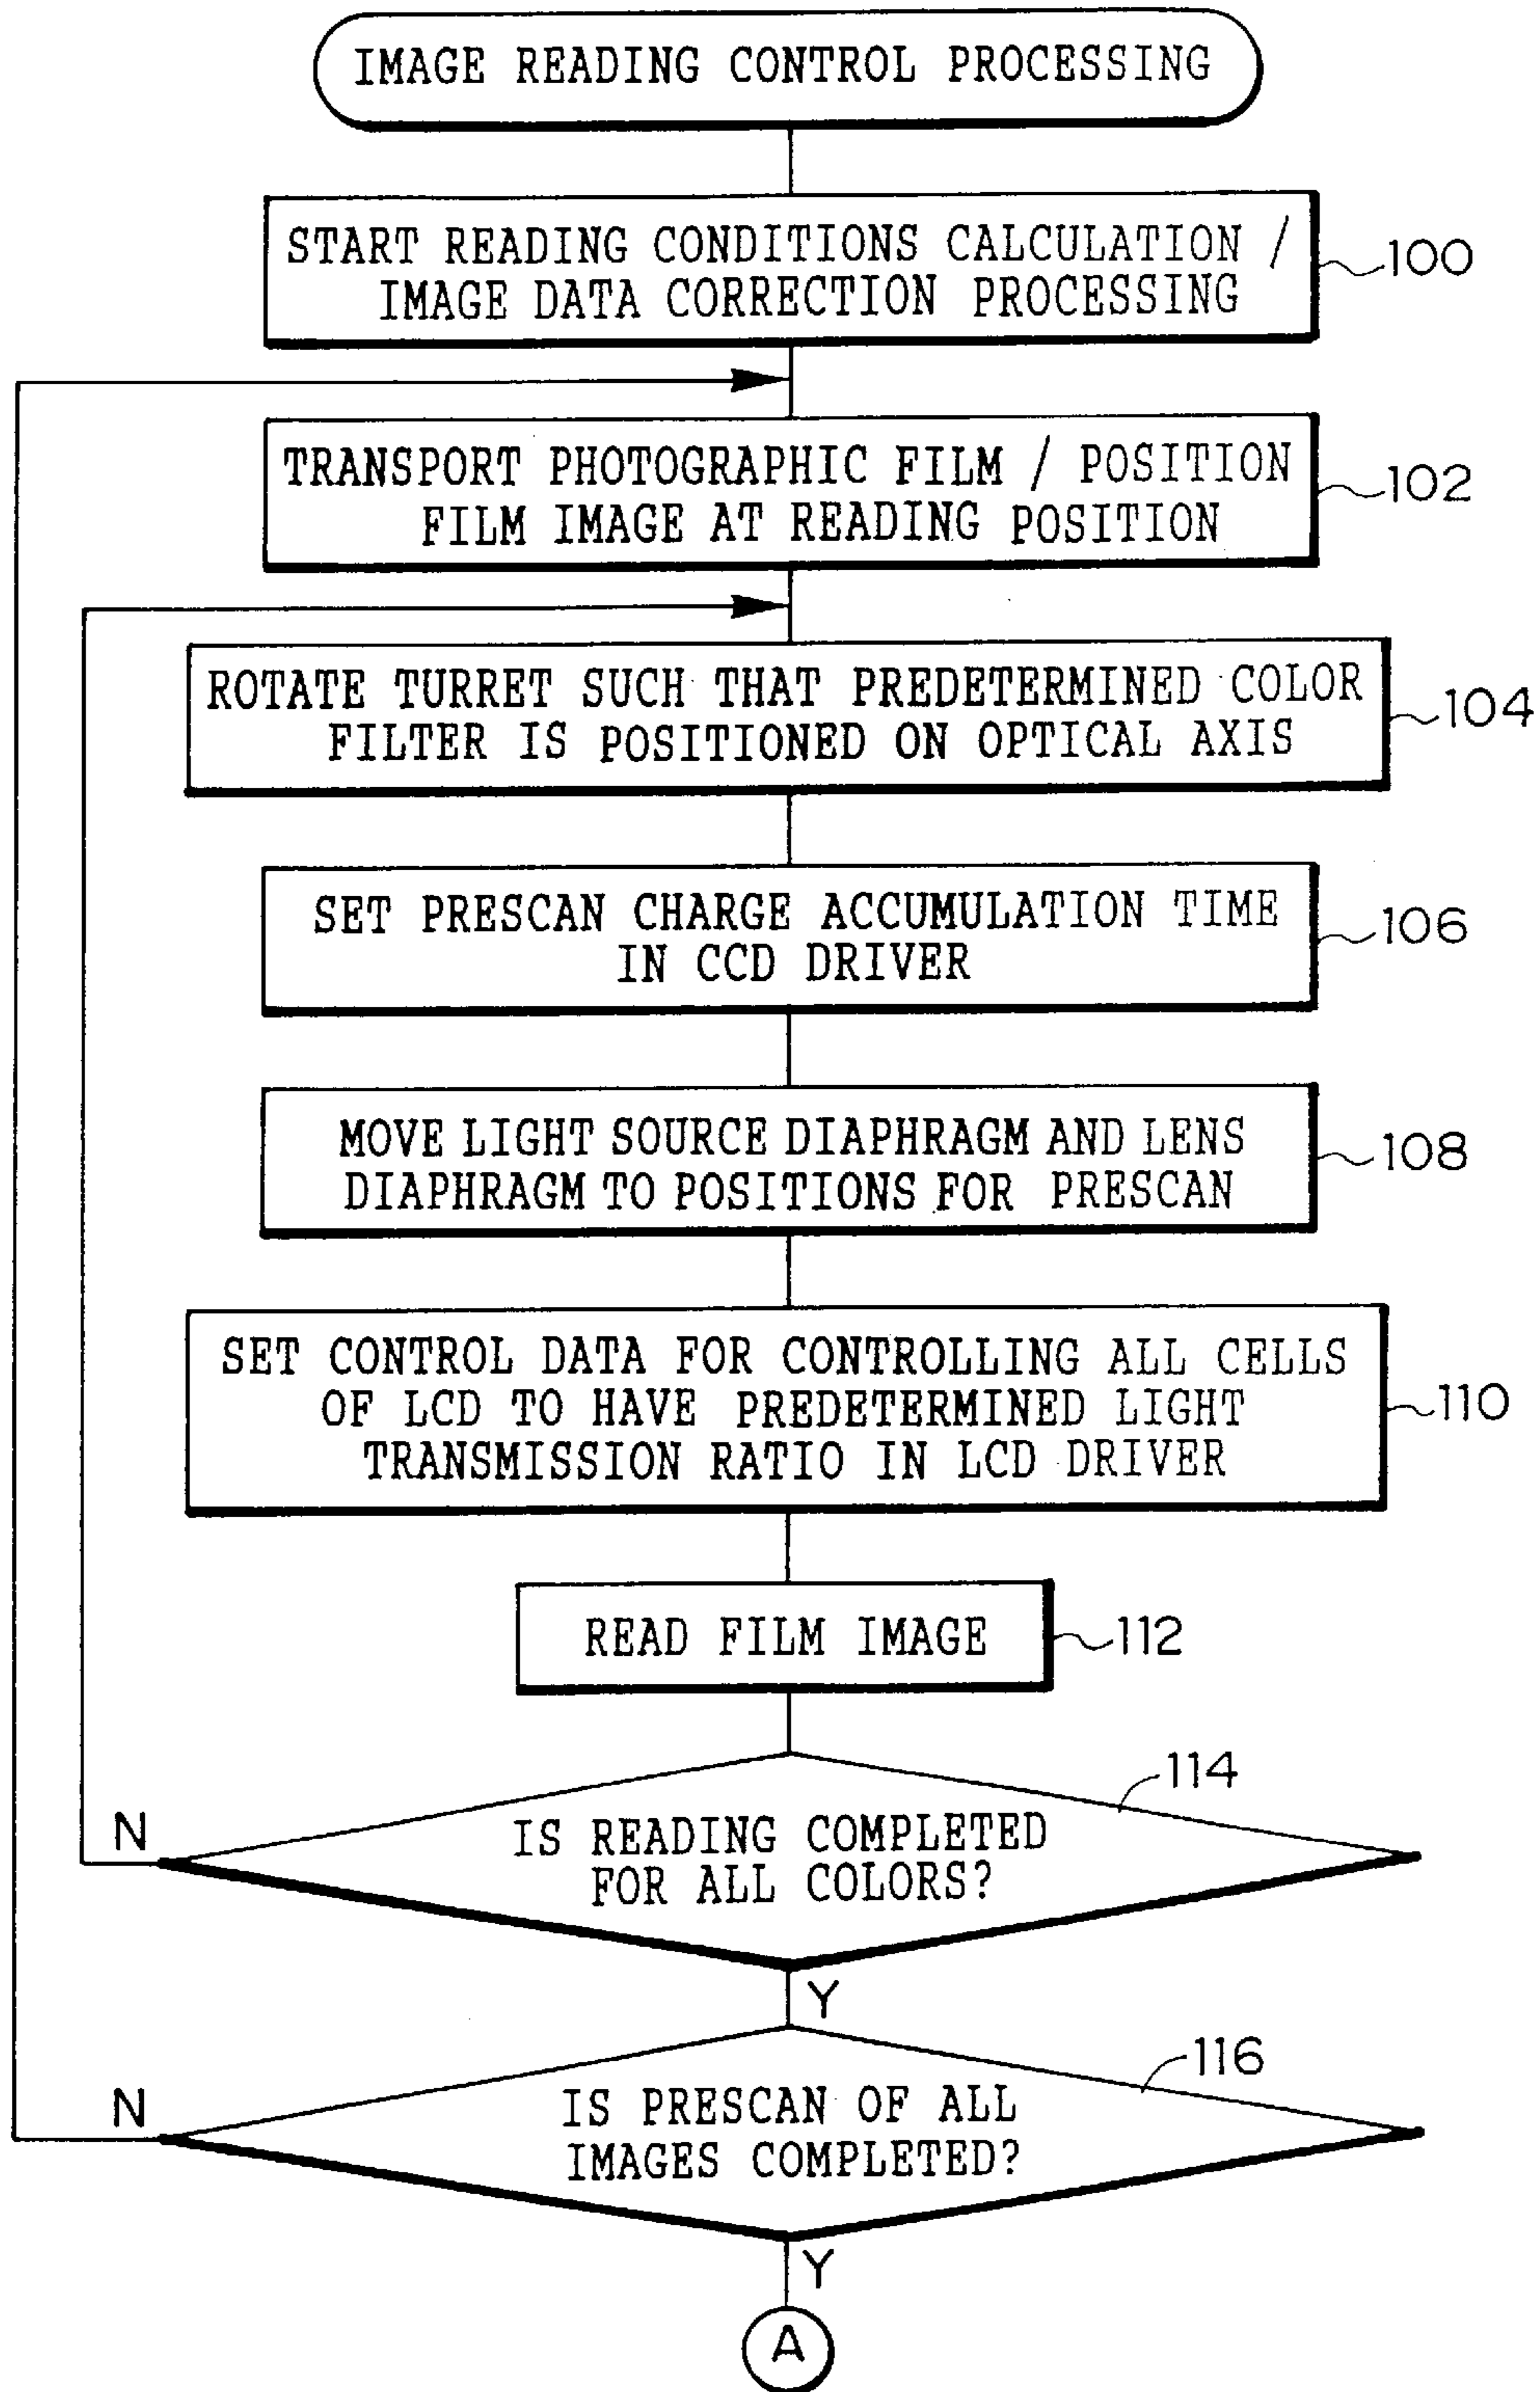 IMAGE READING CONTROL PROCESSING
START READING CONDITIONS CALCULATION /
IMAGE DATA CORRECTION PROCESSING
100
TRANSPORT PHOTOGRAPHIC FILM / POSITION
FILM IMAGE AT READING POSITION
102
ROTATE TURRET SUCH THAT PREDETERMINED COLOR
FILTER IS POSITIONED ON OPTICAL AXIS
104
SET PRESCAN CHARGE ACCUMULATION TIME
IN CCD DRIVER
106
MOVE LIGHT SOURCE DIAPHRAGM AND LENS
DIAPHRAGM TO POSITIONS FOR PRESCAN
108
SET CONTROL DATA FOR CONTROLLING ALL CELLS
OF LCD TO HAVE PREDETERMINED LIGHT
TRANSMISSION RATIO IN LCD DRIVER
110
READ FILM IMAGE
112
114
N
IS READING COMPLETED
FOR ALL COLORS?
Y
116
N
IS PRESCAN OF ALL
IMAGES COMPLETED?
Y
A